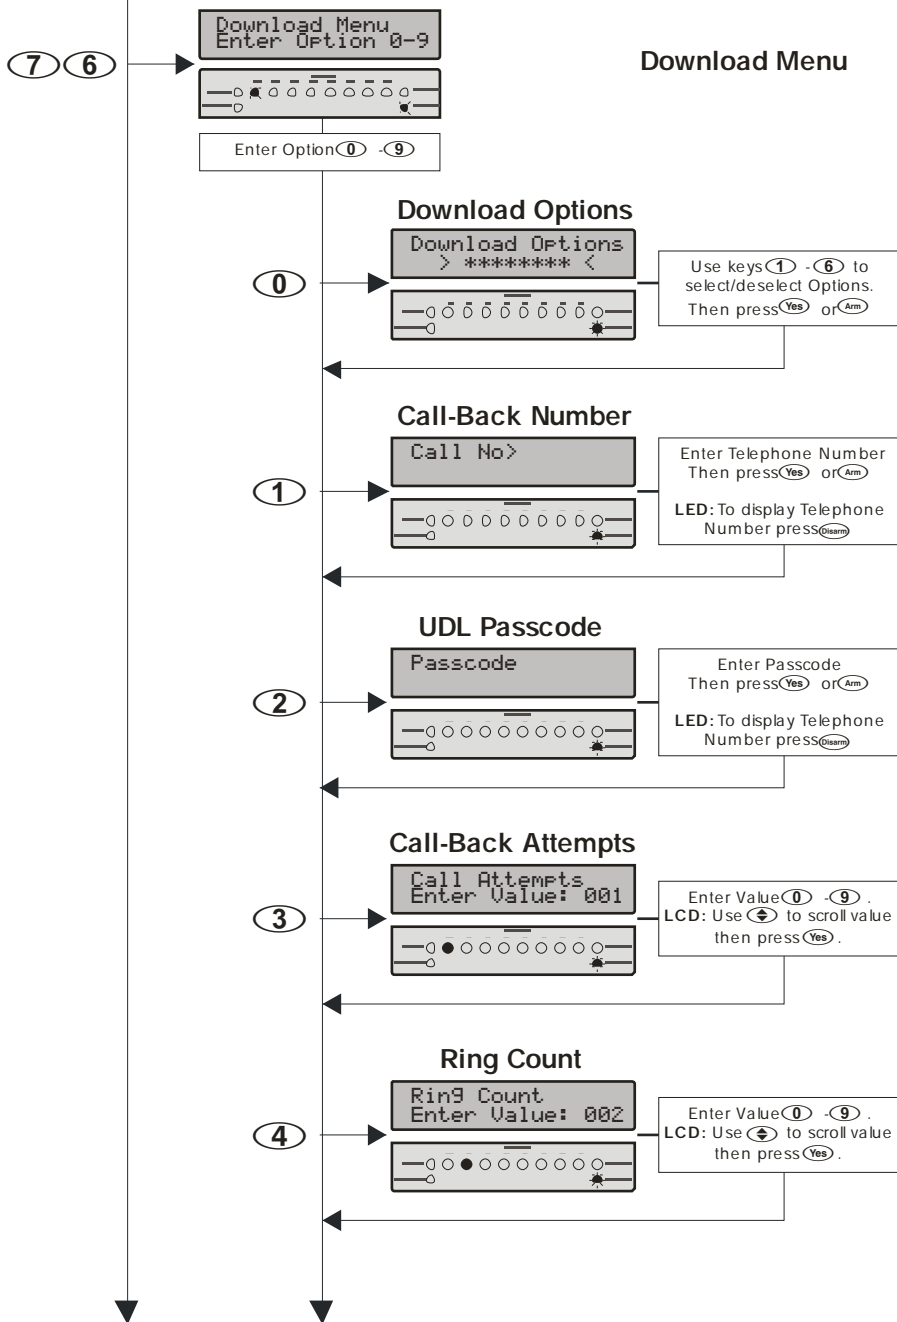 Download Menu
Enter Option 0-9
7 6
Download Menu
Enter Option 0 - 9
Download Options
Download Options
> ******** <
0
Use keys 1 - 6 to
select/deselect Options.
Then press Yes or Arm
Call-Back Number
Call No>
1
Enter Telephone Number
Then press Yes or Arm
LED: To display Telephone
Number press Disarm
UDL Passcode
Passcode
2
Enter Passcode
Then press Yes or Arm
LED: To display Telephone
Number press Disarm
Call-Back Attempts
Call Attempts
Enter Value: 001
3
Enter Value 0 - 9 .
LCD: Use to scroll value
then press Yes .
Ring Count
Ring Count
Enter Value: 002
4
Enter Value 0 - 9 .
LCD: Use to scroll value
then press Yes .